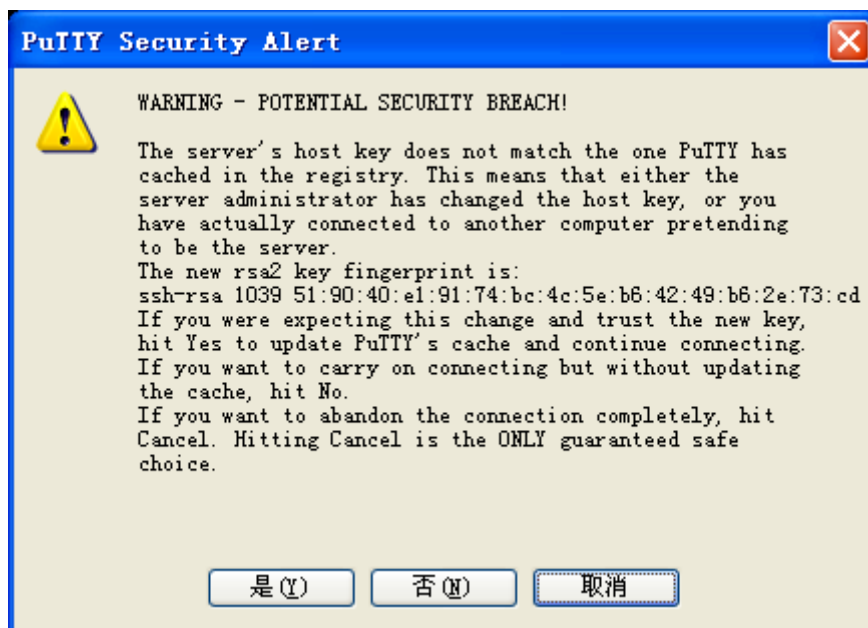 PuTTY Security Alert
WARNING - POTENTIAL SECURITY BREACH!
The server's host key does not match the one PuTTY has
cached in the registry. This means that either the
server administrator has changed the host key, or you
have actually connected to another computer pretending
to be the server.
The new rsa2 key fingerprint is:
ssh-rsa 1039 51:90:40:e1:91:74:bc:4c:5e:b6:42:49:b6:2e:73:cd
If you were expecting this change and trust the new key,
hit Yes to update PuTTY's cache and continue connecting.
If you want to carry on connecting but without updating
the cache, hit No.
If you want to abandon the connection completely, hit
Cancel. Hitting Cancel is the ONLY guaranteed safe
choice.
是(Y) 否(N) 取消